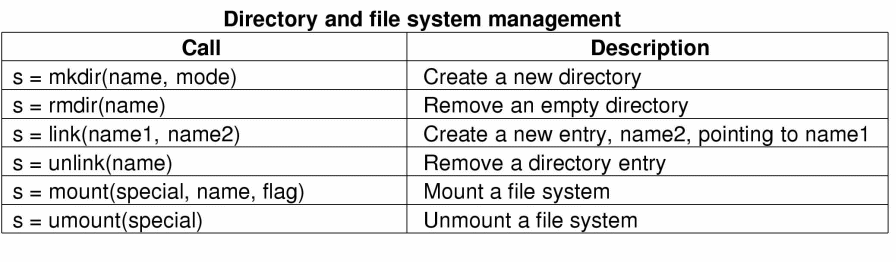 Directory and file system management
Call Description
s = mkdir(name, mode) Create a new directory
s = rmdir(name) Remove an empty directory
s = link(name1, name2) Create a new entry, name2, pointing to name1
s = unlink(name) Remove a directory entry
s = mount(special, name, flag) Mount a file system
s = umount(special) Unmount a file system